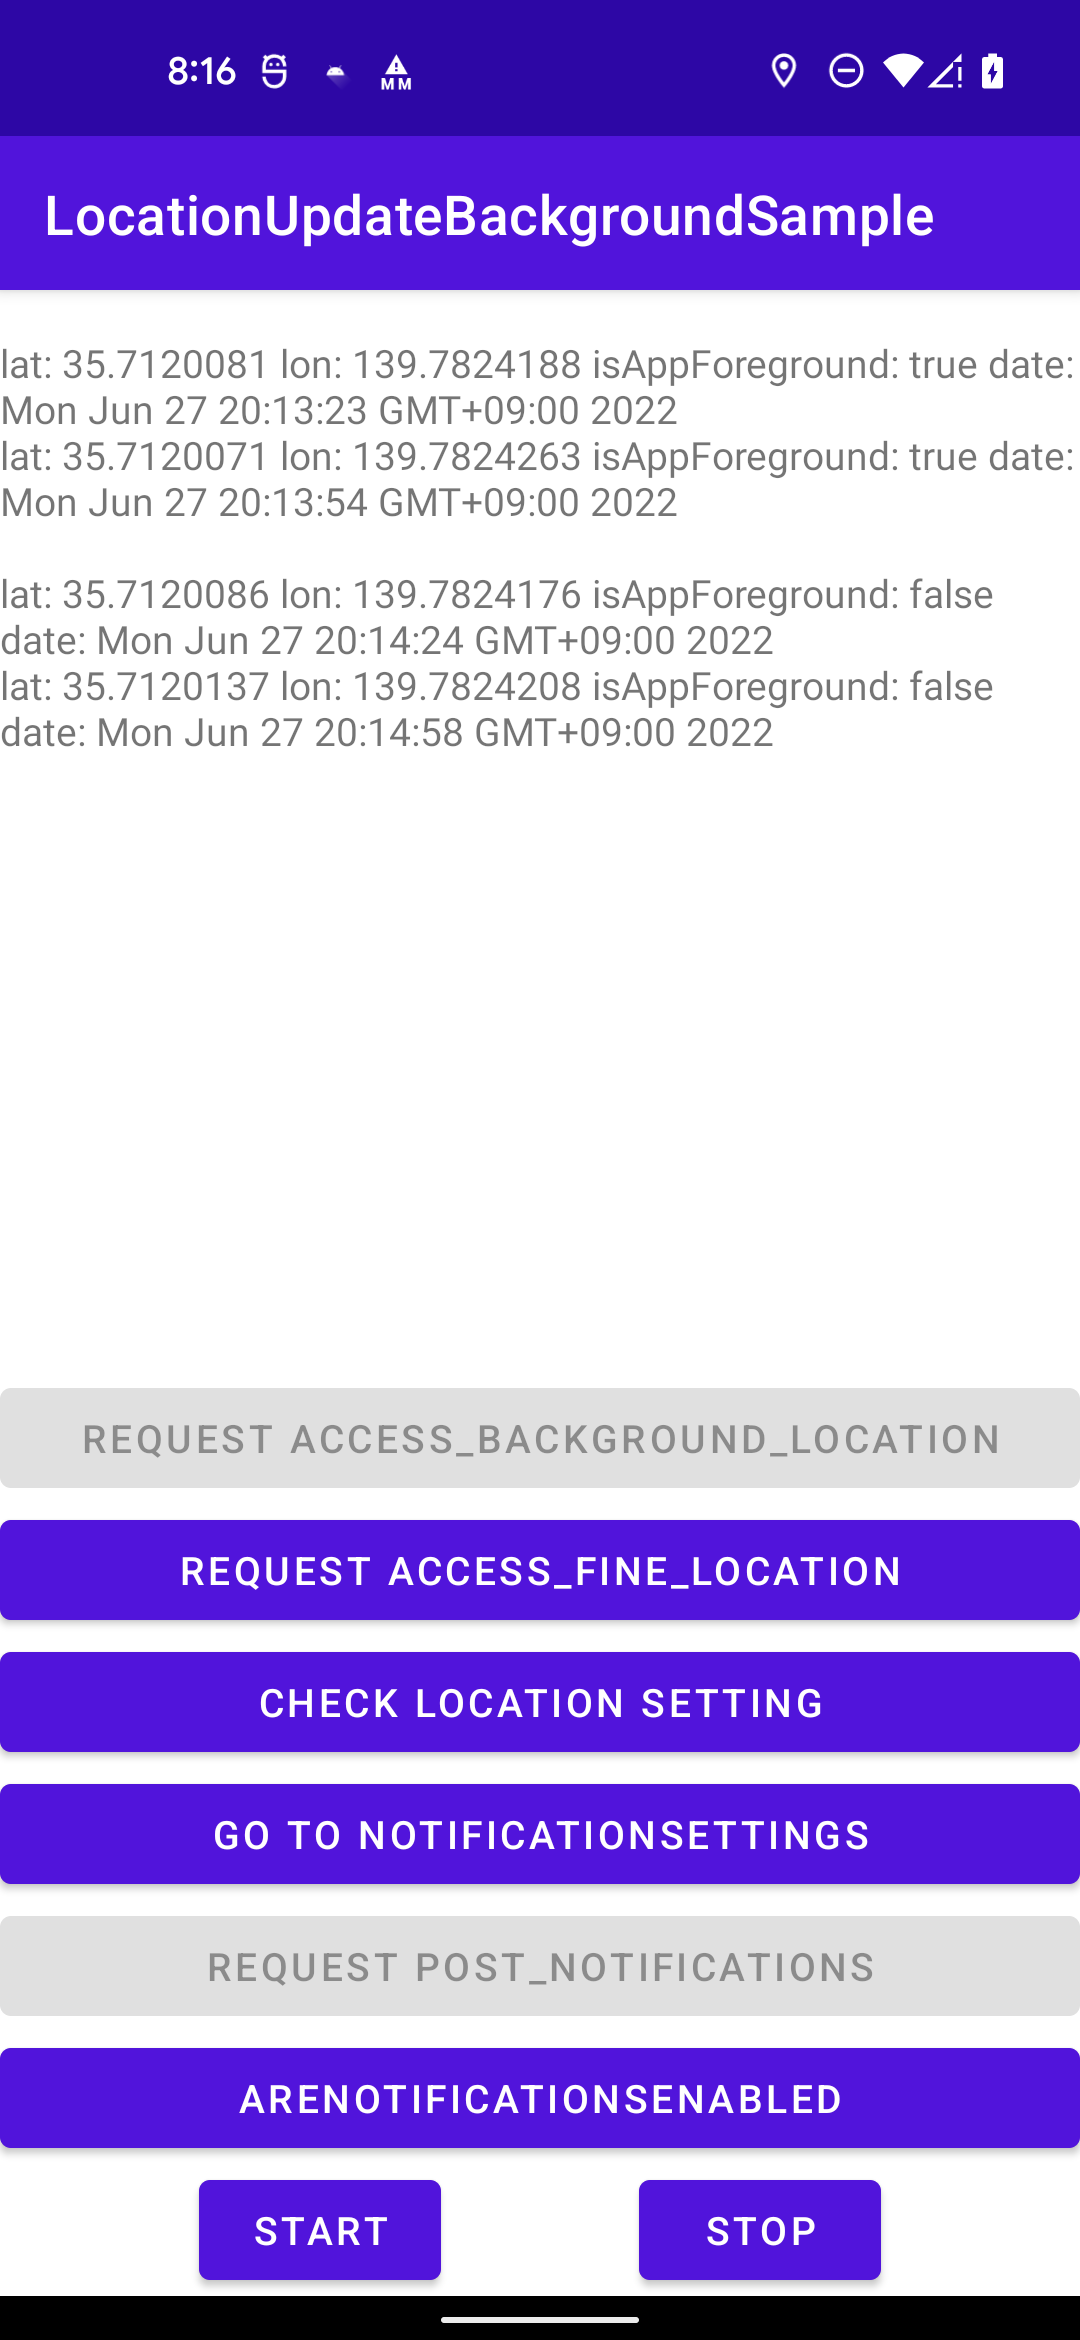 8:16
MM
LocationUpdateBackgroundSample
lat: 35.7120081 lon: 139.7824188 isAppForeground: true date:
Mon Jun 27 20:13:23 GMT+09:00 2022
lat: 35.7120071 lon: 139.7824263 isAppForeground: true date:
Mon Jun 27 20:13:54 GMT+09:00 2022
lat: 35.7120086 lon: 139.7824176 isAppForeground: false
date: Mon Jun 27 20:14:24 GMT+09:00 2022
lat: 35.7120137 lon: 139.7824208 isAppForeground: false
date: Mon Jun 27 20:14:58 GMT+09:00 2022
REQUEST ACCESS_BACKGROUND_LOCATION
REQUEST ACCESS_FINE_LOCATION
CHECK LOCATION SETTING
GO TO NOTIFICATIONSETTINGS
REQUEST POST_NOTIFICATIONS
ARENOTIFICATIONSENABLED
START
STOP